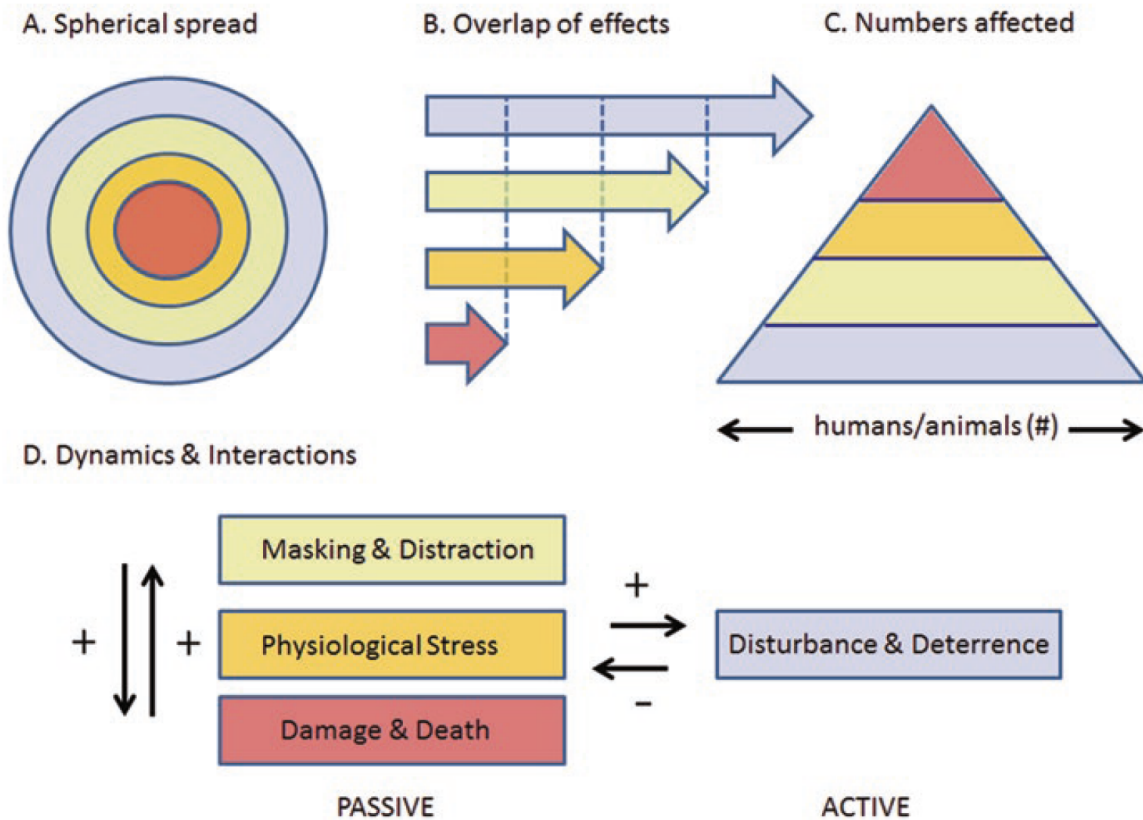 A. Spherical spread
B. Overlap of effects
C. Numbers affected
humans/animals (#)
D. Dynamics & Interactions
Masking & Distraction
+
+ +
Physiological Stress
Disturbance & Deterrence
-
Damage & Death
PASSIVE
ACTIVE